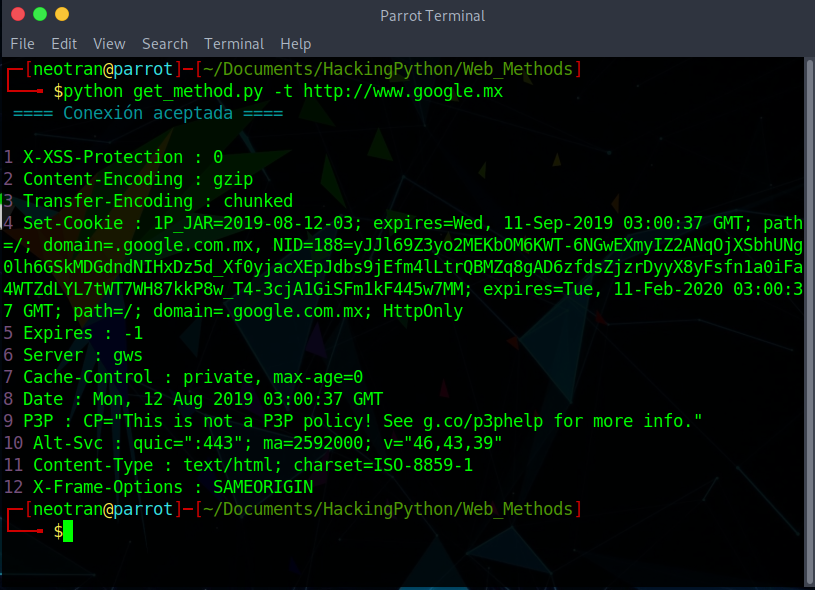 Parrot Terminal
File Edit View Search Terminal Help
[neotran@parrot]─[~/Documents/HackingPython/Web_Methods]
$python get_method.py -t http://www.google.mx
==== Conexión aceptada ====
1 X-XSS-Protection : 0
2 Content-Encoding : gzip
3 Transfer-Encoding : chunked
4 Set-Cookie : 1P_JAR=2019-08-12-03; expires=Wed, 11-Sep-2019 03:00:37 GMT; path
=/; domain=.google.com.mx, NID=188=yJJl69Z3yo2MEKbOM6KWT-6NGwEXmyIZ2ANqOjXSbhUNg
0lh6GSkMDGdndNIHxDz5d_Xf0yjacXEpJdbs9jEfm4lLtrQBMZq8gAD6zfdsZjzrDyyX8yFsfn1a0iFa
4WTZdLYL7tWT7WH87kkP8w_T4-3cjA1GiSFm1kF445w7MM; expires=Tue, 11-Feb-2020 03:00:3
7 GMT; path=/; domain=.google.com.mx; HttpOnly
5 Expires : -1
6 Server : gws
7 Cache-Control : private, max-age=0
8 Date : Mon, 12 Aug 2019 03:00:37 GMT
9 P3P : CP="This is not a P3P policy! See g.co/p3phelp for more info."
10 Alt-Svc : quic=":443"; ma=2592000; v="46,43,39"
11 Content-Type : text/html; charset=ISO-8859-1
12 X-Frame-Options : SAMEORIGIN
[neotran@parrot]─[~/Documents/HackingPython/Web_Methods]
$